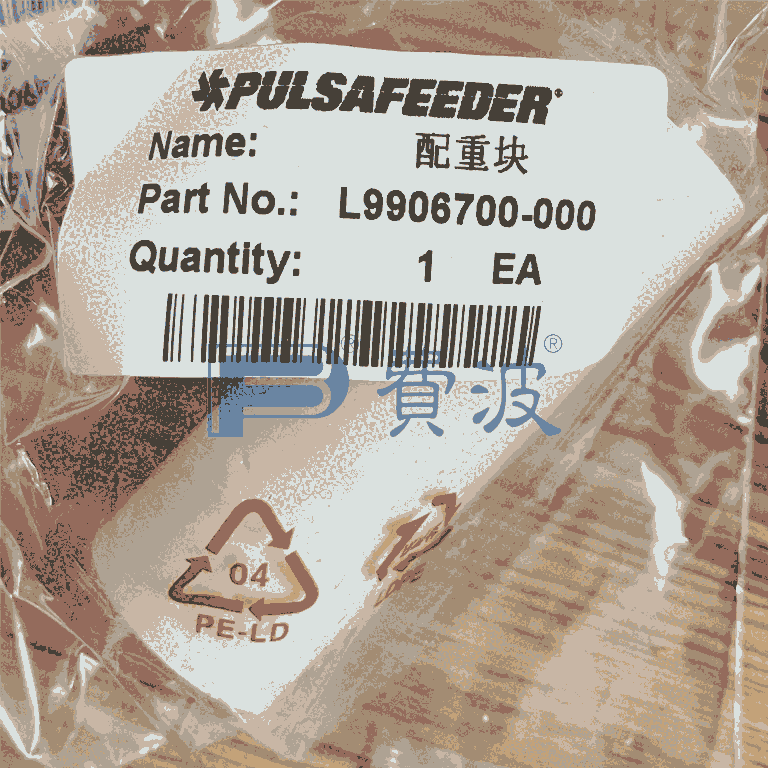 PULSAFEEDER®
Name: 配重块
Part No.: L9906700-000
Quantity: 1 EA
® ®
費波
04
PE-LD